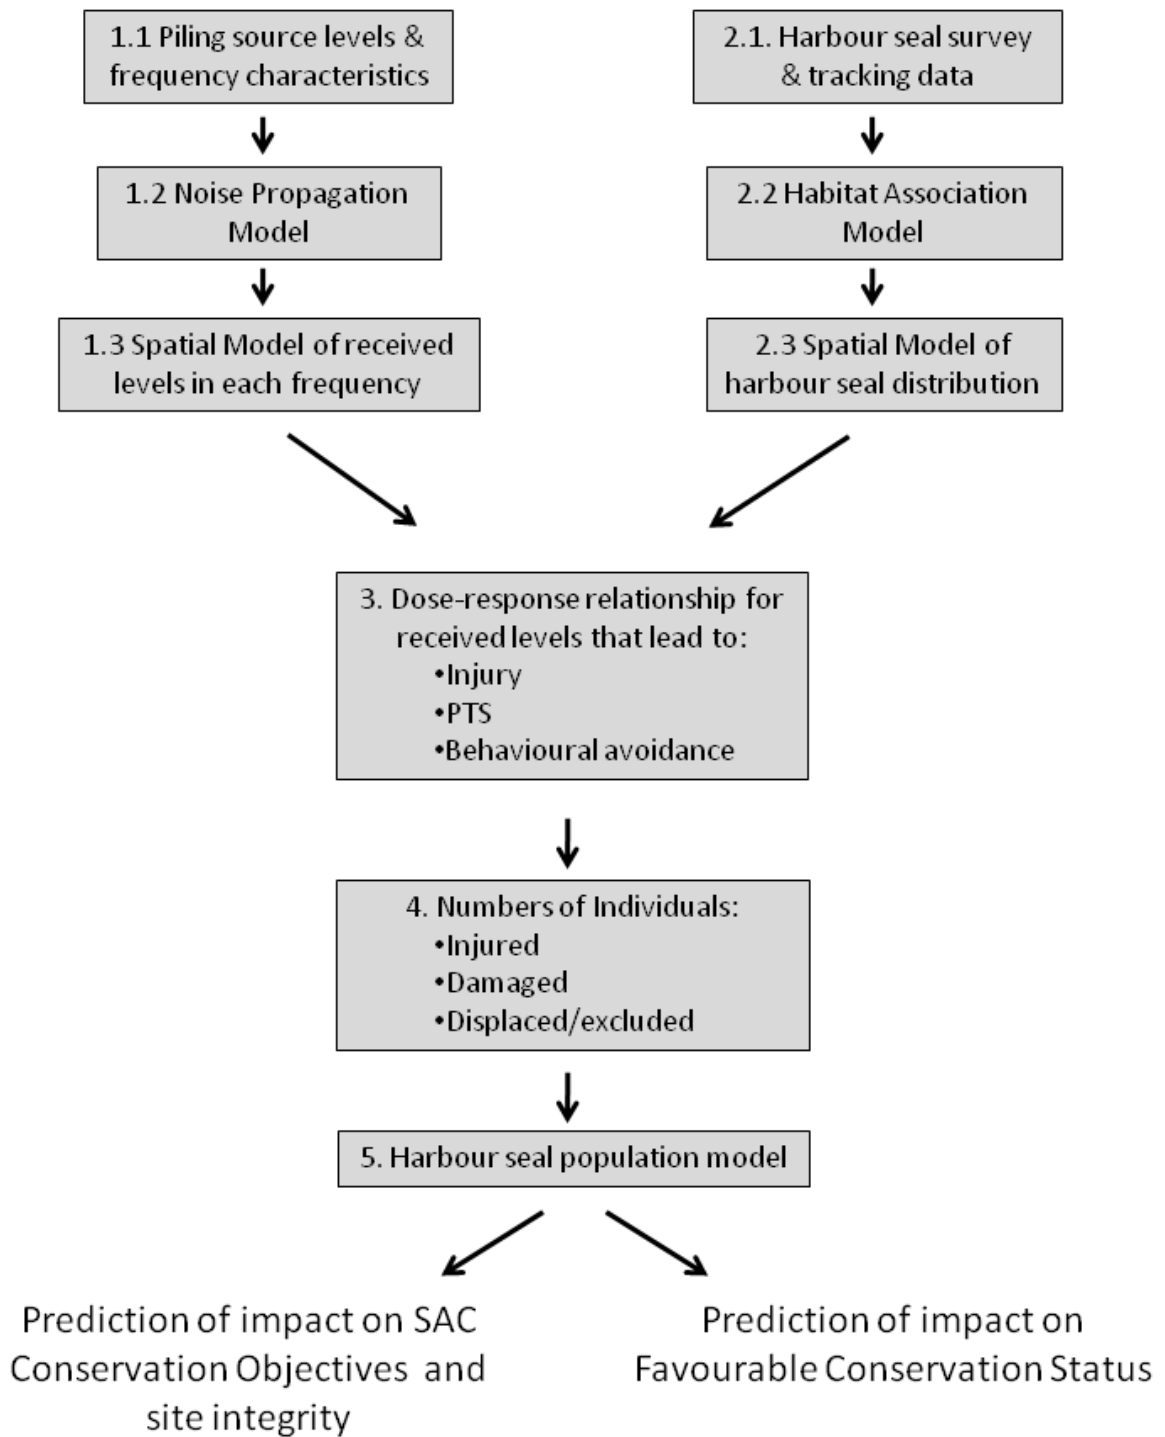 1.1 Piling source levels &
frequency characteristics
2.1. Harbour seal survey
& tracking data
1.2 Noise Propagation
Model
2.2 Habitat Association
Model
1.3 Spatial Model of received
levels in each frequency
2.3 Spatial Model of
harbour seal distribution
3. Dose-response relationship for
received levels that lead to:
•Injury
•PTS
•Behavioural avoidance
4. Numbers of Individuals:
•Injured
•Damaged
•Displaced/excluded
5. Harbour seal population model
Prediction of impact on SAC
Conservation Objectives and
site integrity
Prediction of impact on
Favourable Conservation Status